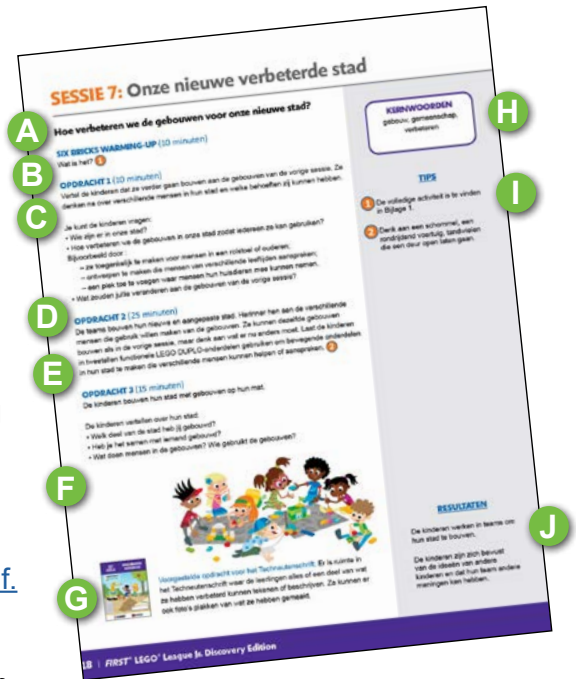 SESSIE 7: Onze nieuwe verbeterde stad
A
Hoe verbeteren we de gebouwen voor onze nieuwe stad?
B
SIX BRICKS WARMING-UP (10 minuten)
Wat is het? 1
C
OPDRACHT 1 (10 minuten)
Vertel de kinderen dat ze verder gaan bouwen aan de gebouwen van de vorige sessie. Ze
denken na over verschillende mensen in hun stad en welke behoeften zij kunnen hebben.
Je kunt de kinderen vragen:
• Wie zijn er in onze stad?
• Hoe verbeteren we de gebouwen in onze stad zodat iedereen ze kan gebruiken?
Bijvoorbeeld door :
– ze toegankelijk te maken voor mensen in een rolstoel of ouderen;
– ontwerpen te maken die mensen van verschillende leeftijden aanspreken;
– een plek toe te voegen waar mensen hun huisdieren mee kunnen nemen.
• Wat zouden jullie veranderen aan de gebouwen van de vorige sessie?
D
OPDRACHT 2 (25 minuten)
De teams bouwen hun nieuwe en aangepaste stad. Herinner hen aan de verschillende
mensen die gebruik willen maken van de gebouwen. Ze kunnen dezelfde gebouwen
bouwen als in de vorige sessie, maar denk aan wat er nu anders moet. Laat de kinderen
in tweetallen functionele LEGO DUPLO-onderdelen gebruiken om bewegende onderdelen
in hun stad te maken die verschillende mensen kunnen helpen of aanspreken. 2
E
OPDRACHT 3 (15 minuten)
De kinderen bouwen hun stad met gebouwen op hun mat.
De kinderen vertellen over hun stad:
• Welk deel van de stad heb jij gebouwd?
• Heb je het samen met iemand gebouwd?
• Wat doen mensen in de gebouwen? Wie gebruikt de gebouwen?
F
G
Voorgestelde opdracht voor het Techneutenschrift. Er is ruimte in
het Techneutenschrift waar de leerlingen alles of een deel van wat
ze hebben verbeterd kunnen tekenen of beschrijven. Ze kunnen er
ook foto's plakken van wat ze hebben gemaakt.
H
KERNWOORDEN
gebouw, gemeenschap,
verbeteren
I
TIPS
1 De volledige activiteit is te vinden
in Bijlage 1.
2 Denk aan een schommel, een
rondrijdend voertuig, tandwielen
die een deur open laten gaan.
J
RESULTATEN
De kinderen werken in teams om
hun stad te bouwen.
De kinderen zijn zich bewust
van de ideeën van andere
kinderen en dat hun team andere
meningen kan hebben.
18 | FIRST® LEGO® League Jr. Discovery Edition
f.